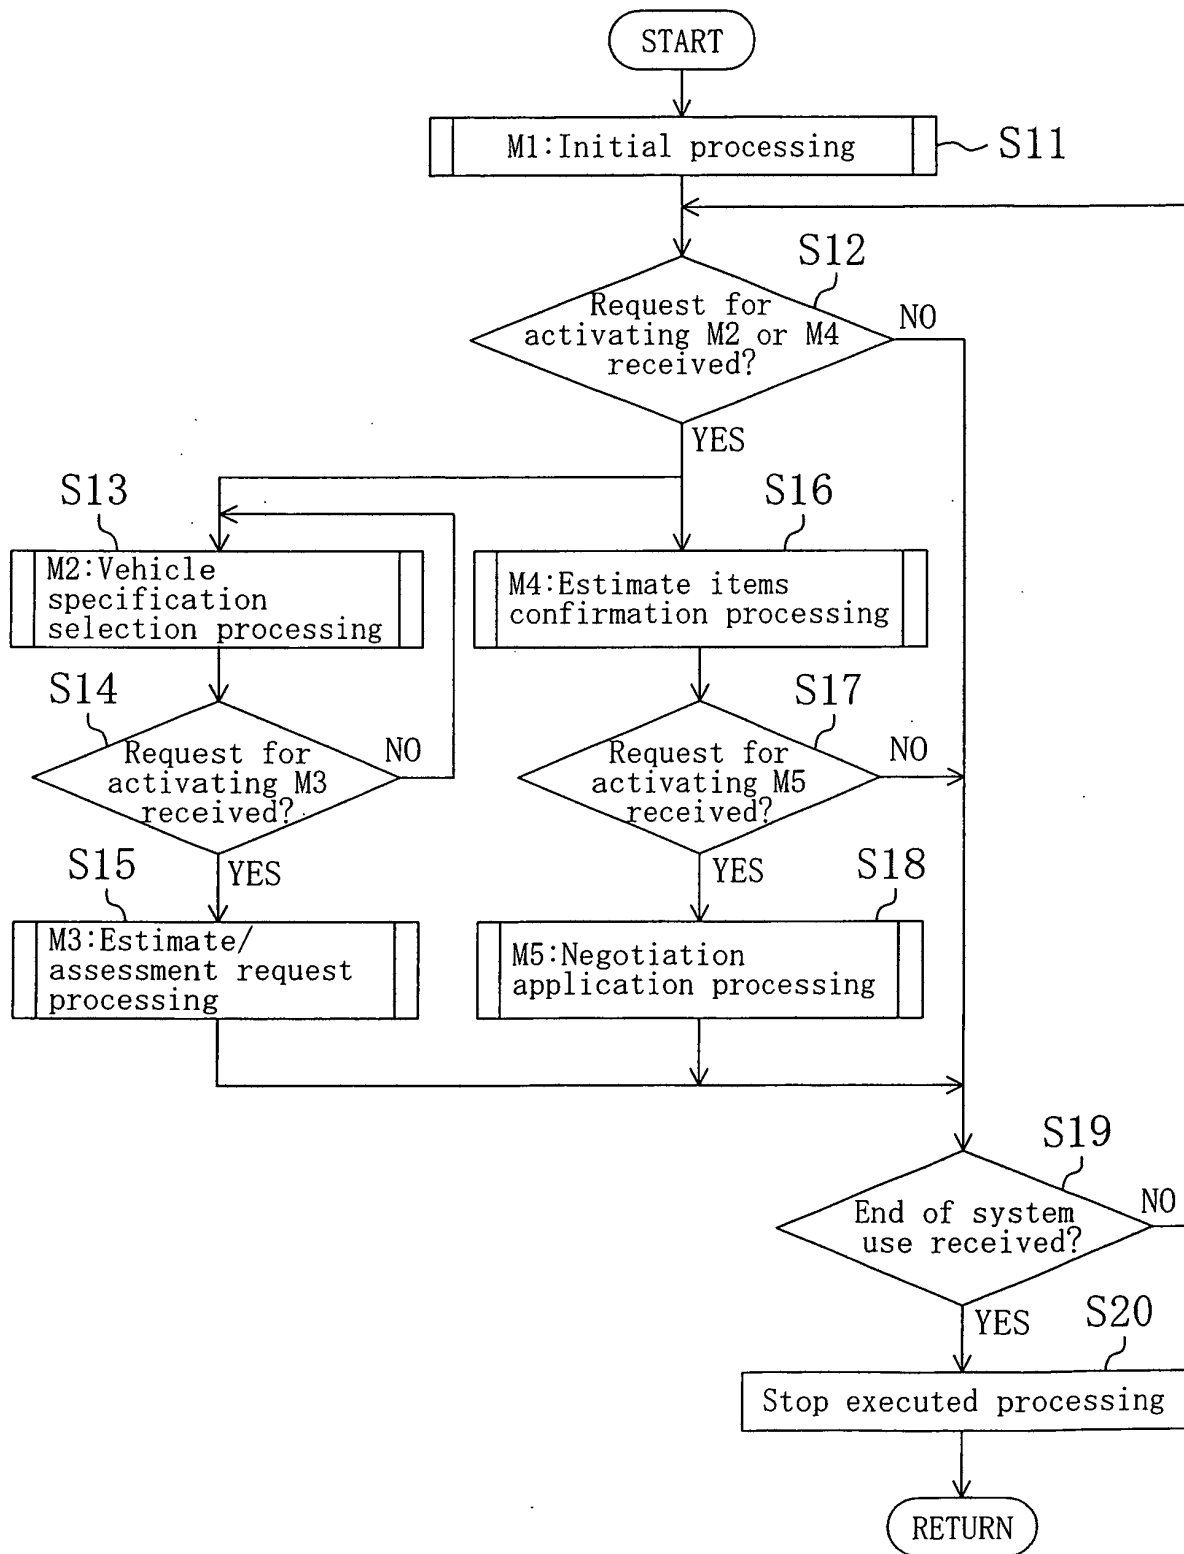 START
M1:Initial processing
S11
S12
Request for
activating M2 or M4
received?
NO
YES
S13
M2:Vehicle
specification
selection processing
S16
M4:Estimate items
confirmation processing
S14
Request for
activating M3
received?
NO
YES
S17
Request for
activating M5
received?
NO
YES
S15
M3:Estimate/
assessment request
processing
S18
M5:Negotiation
application processing
S19
End of system
use received?
NO
YES
S20
Stop executed processing
RETURN